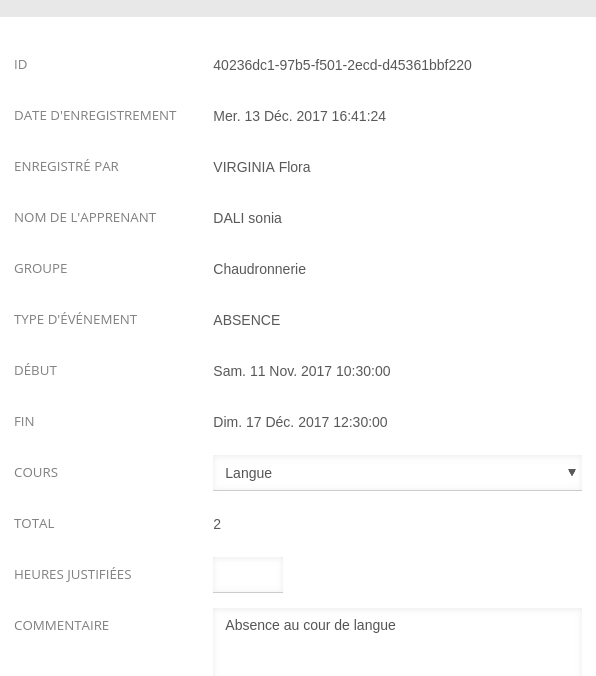 ID 40236dc1-97b5-f501-2ecd-d45361bbf220
DATE D'ENREGISTREMENT Mer. 13 Déc. 2017 16:41:24
ENREGISTRÉ PAR VIRGINIA Flora
NOM DE L'APPRENANT DALI sonia
GROUPE Chaudronnerie
TYPE D'ÉVÉNEMENT ABSENCE
DÉBUT Sam. 11 Nov. 2017 10:30:00
FIN Dim. 17 Déc. 2017 12:30:00
COURS Langue
TOTAL 2
HEURES JUSTIFIÉES
COMMENTAIRE Absence au cour de langue